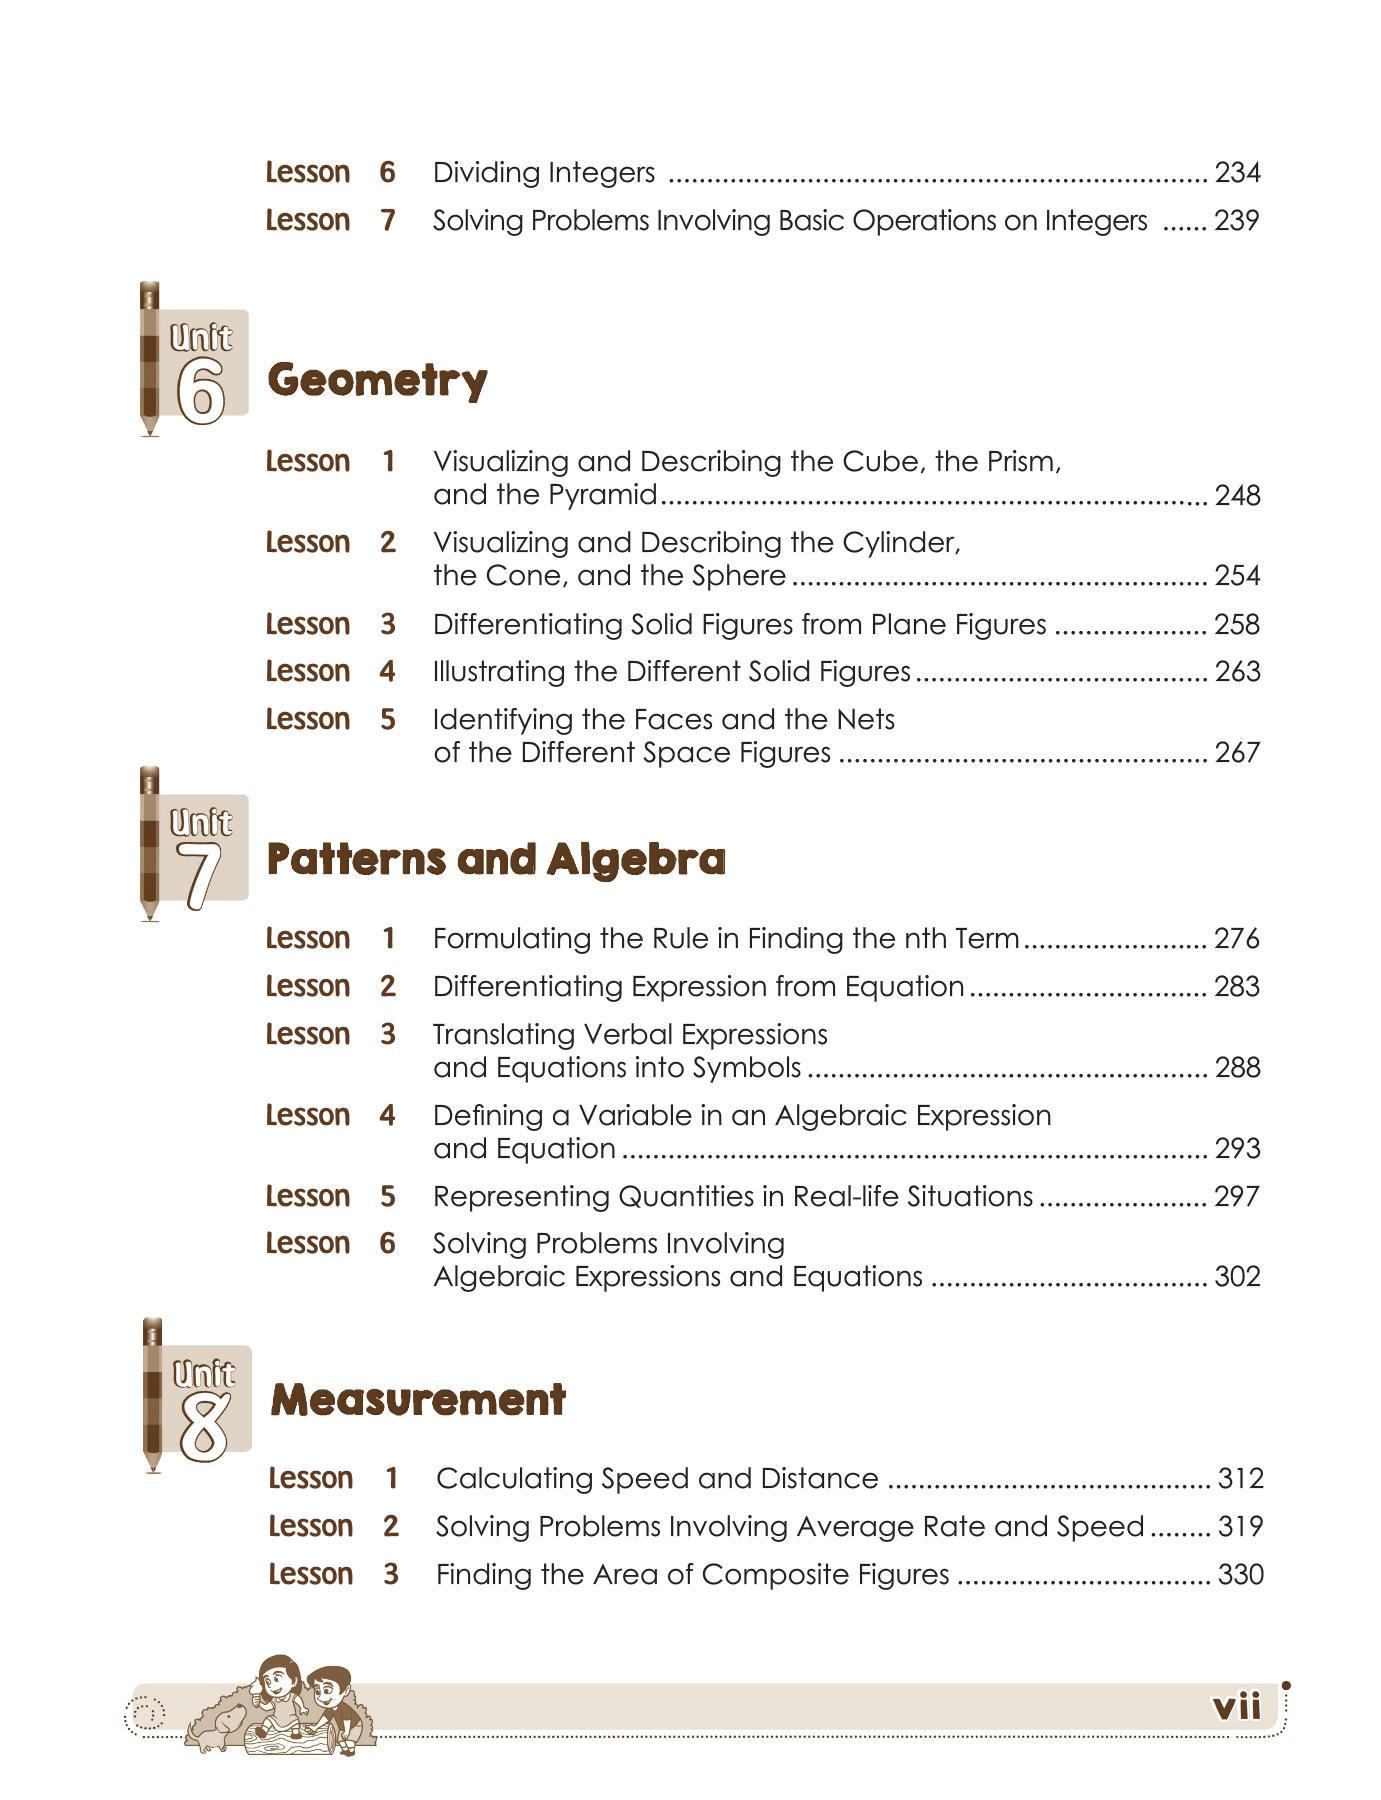 Lesson 6 Dividing Integers ...................................................................... 234
Lesson 7 Solving Problems Involving Basic Operations on Integers ...... 239
Unit
6
Geometry
Lesson 1 Visualizing and Describing the Cube, the Prism,
and the Pyramid....................................................................... 248
Lesson 2 Visualizing and Describing the Cylinder,
the Cone, and the Sphere ...................................................... 254
Lesson 3 Differentiating Solid Figures from Plane Figures .................... 258
Lesson 4 Illustrating the Different Solid Figures ...................................... 263
Lesson 5 Identifying the Faces and the Nets
of the Different Space Figures ................................................ 267
Unit
7
Patterns and Algebra
Lesson 1 Formulating the Rule in Finding the nth Term ........................ 276
Lesson 2 Differentiating Expression from Equation ............................... 283
Lesson 3 Translating Verbal Expressions
and Equations into Symbols .................................................... 288
Lesson 4 Defining a Variable in an Algebraic Expression
and Equation ............................................................................ 293
Lesson 5 Representing Quantities in Real-life Situations ...................... 297
Lesson 6 Solving Problems Involving
Algebraic Expressions and Equations .................................... 302
Unit
8
Measurement
Lesson 1 Calculating Speed and Distance .......................................... 312
Lesson 2 Solving Problems Involving Average Rate and Speed ........ 319
Lesson 3 Finding the Area of Composite Figures ................................. 330
vii